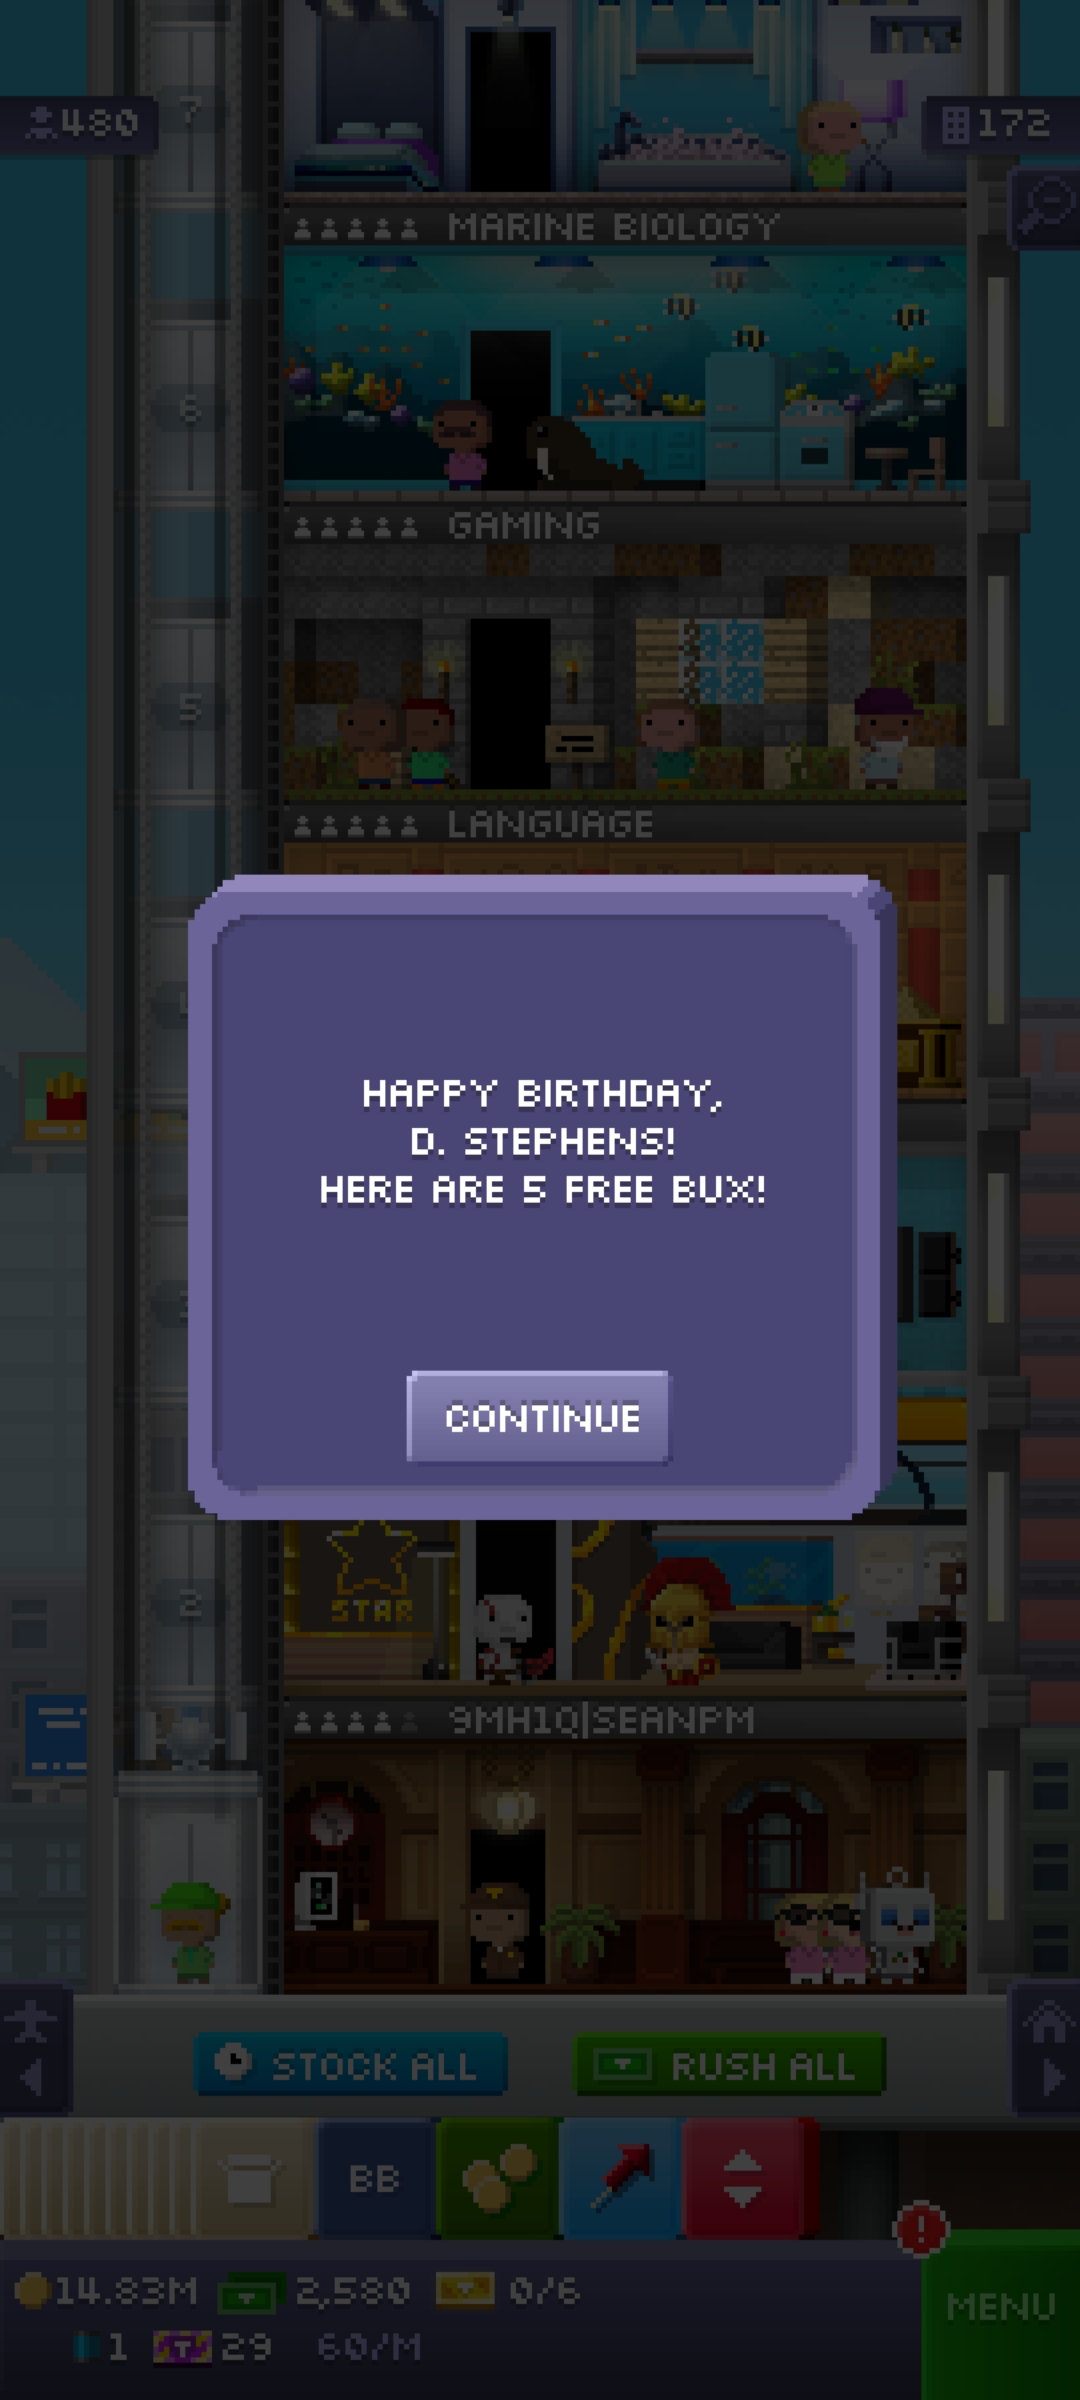 7
480
172
MARINE BIOLOGY
6
GAMING
5
LANGUAGE
HAPPY BIRTHDAY,
D. STEPHENS!
HERE ARE 5 FREE BUX!
CONTINUE
STAR
2
9MH1Q|SEANPM
STOCK ALL
RUSH ALL
BB
!
14.83M
2,580
0/6
MENU
1
T
29
60/M